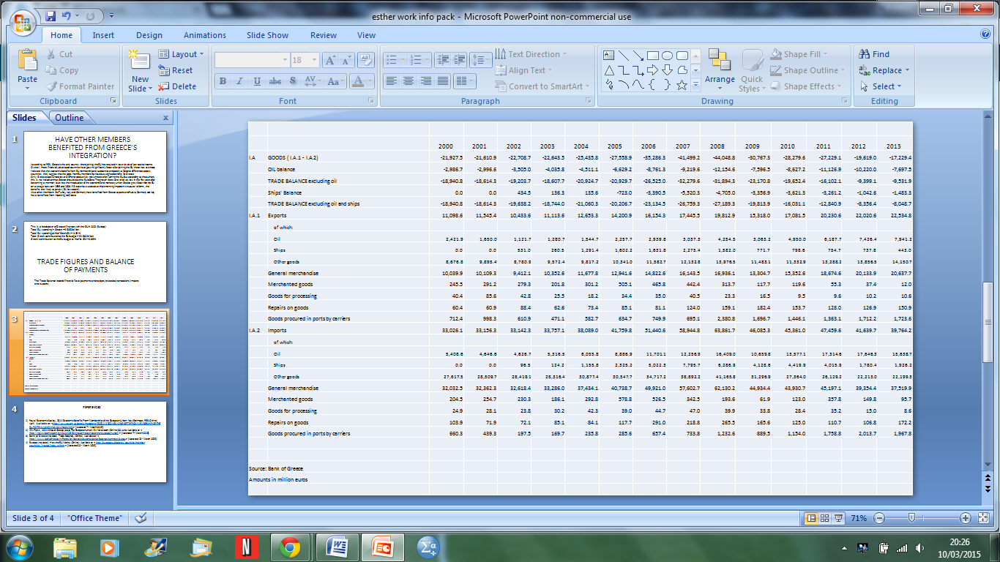 esther work info pack - Microsoft PowerPoint non-commercial use
Home Insert Design Animations Slide Show Review View
Paste Cut Copy Format Painter Clipboard
New Slide Layout Reset Delete Slides
18
B I U abc S AV Aa A Font
Text Direction Align Text Convert to SmartArt Paragraph
Arrange Quick Styles Shape Fill Shape Outline Shape Effects Drawing
Find Replace Select Editing
Slides Outline
1
HAVE OTHER MEMBERS
BENEFITED FROM GREECE'S
INTEGRATION?
2
TRADE FIGURES AND BALANCE
OF PAYMENTS
3
4
REFERENCES
2000 2001 2002 2003 2004 2005 2006 2007 2008 2009 2010 2011 2012 2013
I.A GOODS ( I.A.1 - I.A.2) -21,927.5 -21,610.9 -22,708.7 -22,643.5 -25,435.8 -27,558.9 -35,286.3 -41,499.2 -44,048.8 -30,767.3 -28,279.6 -27,229.1 -19,619.0 -17,229.4
OIL balance -2,986.7 -2,996.6 -3,505.0 -4,035.8 -4,511.1 -6,629.2 -8,761.3 -9,219.6 -12,154.6 -7,596.5 -8,627.2 -11,126.9 -10,220.0 -7,697.5
TRADE BALANCE excluding oil -18,940.8 -18,614.3 -19,203.7 -18,607.7 -20,924.7 -20,929.7 -26,525.0 -32,279.6 -31,894.3 -23,170.8 -19,652.4 -16,102.1 -9,399.1 -9,531.9
Ships' Balance 0.0 0.0 434.5 136.3 135.6 -723.0 -3,390.5 -5,520.3 -4,705.0 -3,356.9 -3,621.3 -3,261.2 -1,042.6 -1,483.3
TRADE BALANCE excluding oil and ships -18,940.8 -18,614.3 -19,638.2 -18,744.0 -21,060.3 -20,206.7 -23,134.5 -26,759.3 -27,189.3 -19,813.9 -16,031.1 -12,840.9 -8,356.4 -8,048.7
I.A.1 Exports 11,098.6 11,545.4 10,433.6 11,113.6 12,653.3 14,200.9 16,154.3 17,445.5 19,812.9 15,318.0 17,081.5 20,230.6 22,020.6 22,534.8
of which:
Oil 2,421.9 1,650.0 1,121.7 1,280.7 1,544.7 2,257.7 2,939.8 3,037.3 4,254.5 3,063.2 4,950.0 6,187.7 7,426.4 7,941.2
Ships 0.0 0.0 531.0 260.5 1,291.4 1,602.2 1,631.8 2,275.4 1,582.0 771.7 798.6 754.7 737.8 443.0
Other goods 8,676.8 9,895.4 8,780.9 9,572.4 9,817.2 10,341.0 11,582.7 12,132.8 13,976.5 11,483.1 11,332.9 13,288.2 13,856.5 14,150.7
General merchandise 10,039.9 10,109.3 9,412.1 10,352.6 11,677.8 12,941.6 14,822.6 16,143.5 16,936.1 13,304.7 15,352.6 18,674.6 20,133.9 20,637.7
Merchanted goods 245.5 291.2 279.3 201.8 301.2 505.1 465.8 442.4 313.7 117.7 119.6 55.3 37.4 12.0
Goods for processing 40.4 85.6 42.8 25.5 18.2 34.4 35.0 40.5 23.3 16.5 9.5 9.6 10.2 10.6
Repairs on goods 60.4 60.9 88.4 62.6 73.4 85.1 81.1 124.0 159.1 182.4 153.7 128.0 126.9 150.9
Goods procured in ports by carriers 712.4 998.3 610.9 471.1 582.7 634.7 749.9 695.1 2,380.8 1,696.7 1,446.1 1,363.1 1,712.2 1,723.6
I.A.2 Imports 33,026.1 33,156.3 33,142.3 33,757.1 38,089.0 41,759.8 51,440.6 58,944.8 63,861.7 46,085.3 45,361.0 47,459.6 41,639.7 39,764.2
of which:
Oil 5,408.6 4,646.6 4,626.7 5,316.5 6,055.8 8,886.9 11,701.1 12,256.9 16,409.0 10,659.8 13,577.1 17,314.6 17,646.5 15,638.7
Ships 0.0 0.0 96.5 124.2 1,155.8 2,325.2 5,022.3 7,795.7 6,286.9 4,128.6 4,419.9 4,015.9 1,780.4 1,926.2
Other goods 27,617.5 28,509.7 28,419.1 28,316.4 30,877.4 30,547.7 34,717.2 38,892.2 41,165.8 31,296.9 27,364.0 26,129.2 22,213.0 22,199.3
General merchandise 32,032.5 32,362.3 32,618.4 33,286.0 37,434.1 40,738.7 49,921.0 57,602.7 62,130.2 44,934.4 43,930.7 45,197.1 39,354.4 37,519.9
Merchanted goods 204.5 254.7 230.3 186.1 292.8 578.8 526.5 342.5 193.6 61.9 123.0 357.8 149.8 95.7
Goods for processing 24.9 28.1 23.8 30.2 42.3 39.0 44.7 47.0 39.9 33.8 28.4 35.2 15.0 8.6
Repairs on goods 103.9 71.9 72.1 85.1 84.1 117.7 291.0 218.8 265.5 165.6 125.0 110.7 106.8 172.2
Goods procured in ports by carriers 660.3 439.3 197.5 169.7 235.8 285.6 657.4 733.8 1,232.6 889.5 1,154.0 1,758.8 2,013.7 1,967.8
Source: Bank of Greece
Amounts in million euros
Slide 3 of 4 "Office Theme" 71%
20:26
10/03/2015